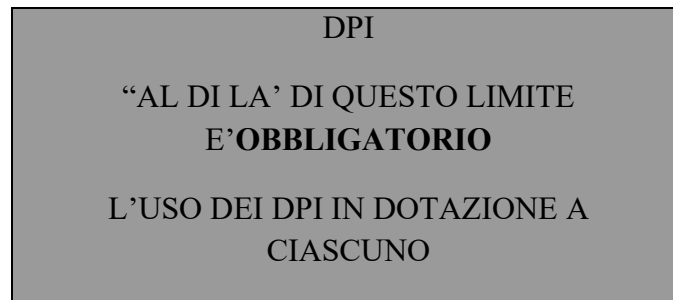 DPI
“AL DI LA’ DI QUESTO LIMITE
E’OBBLIGATORIO
L’USO DEI DPI IN DOTAZIONE A
CIASCUNO